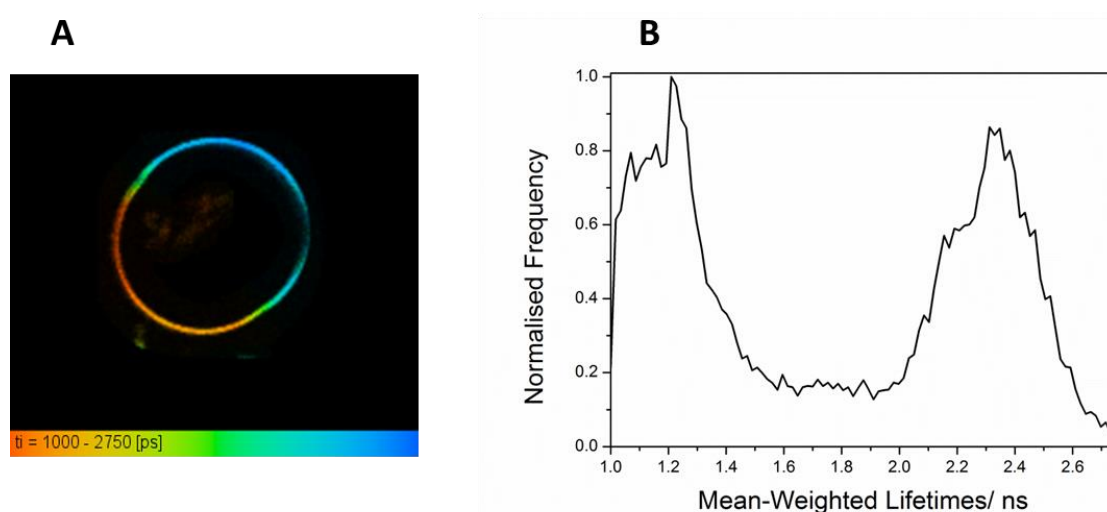 A
B
ti = 1000 - 2750 [ps]
1.0
0.8
0.6
0.4
0.2
0.0
1.0 1.2 1.4 1.6 1.8 2.0 2.2 2.4 2.6
Normalised Frequency
Mean-Weighted Lifetimes/ ns